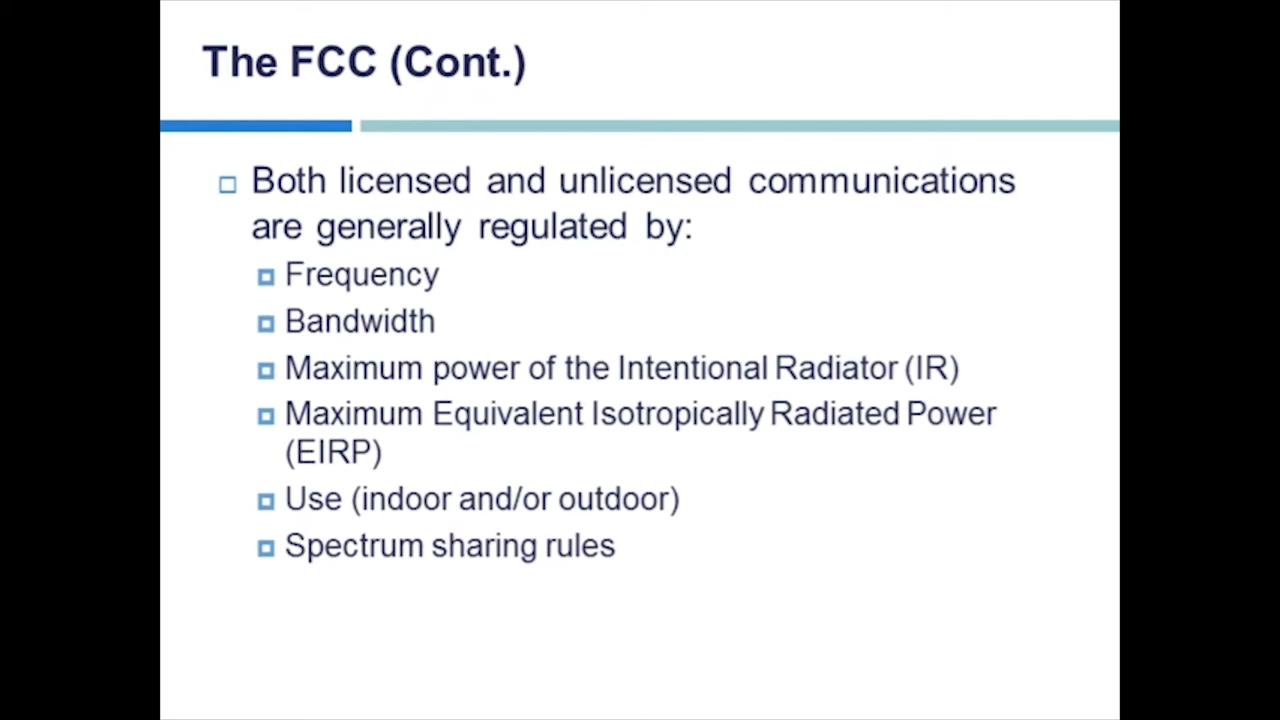 The FCC (Cont.)
Both licensed and unlicensed communications
are generally regulated by:
Frequency
Bandwidth
Maximum power of the Intentional Radiator (IR)
Maximum Equivalent Isotropically Radiated Power
(EIRP)
Use (indoor and/or outdoor)
Spectrum sharing rules